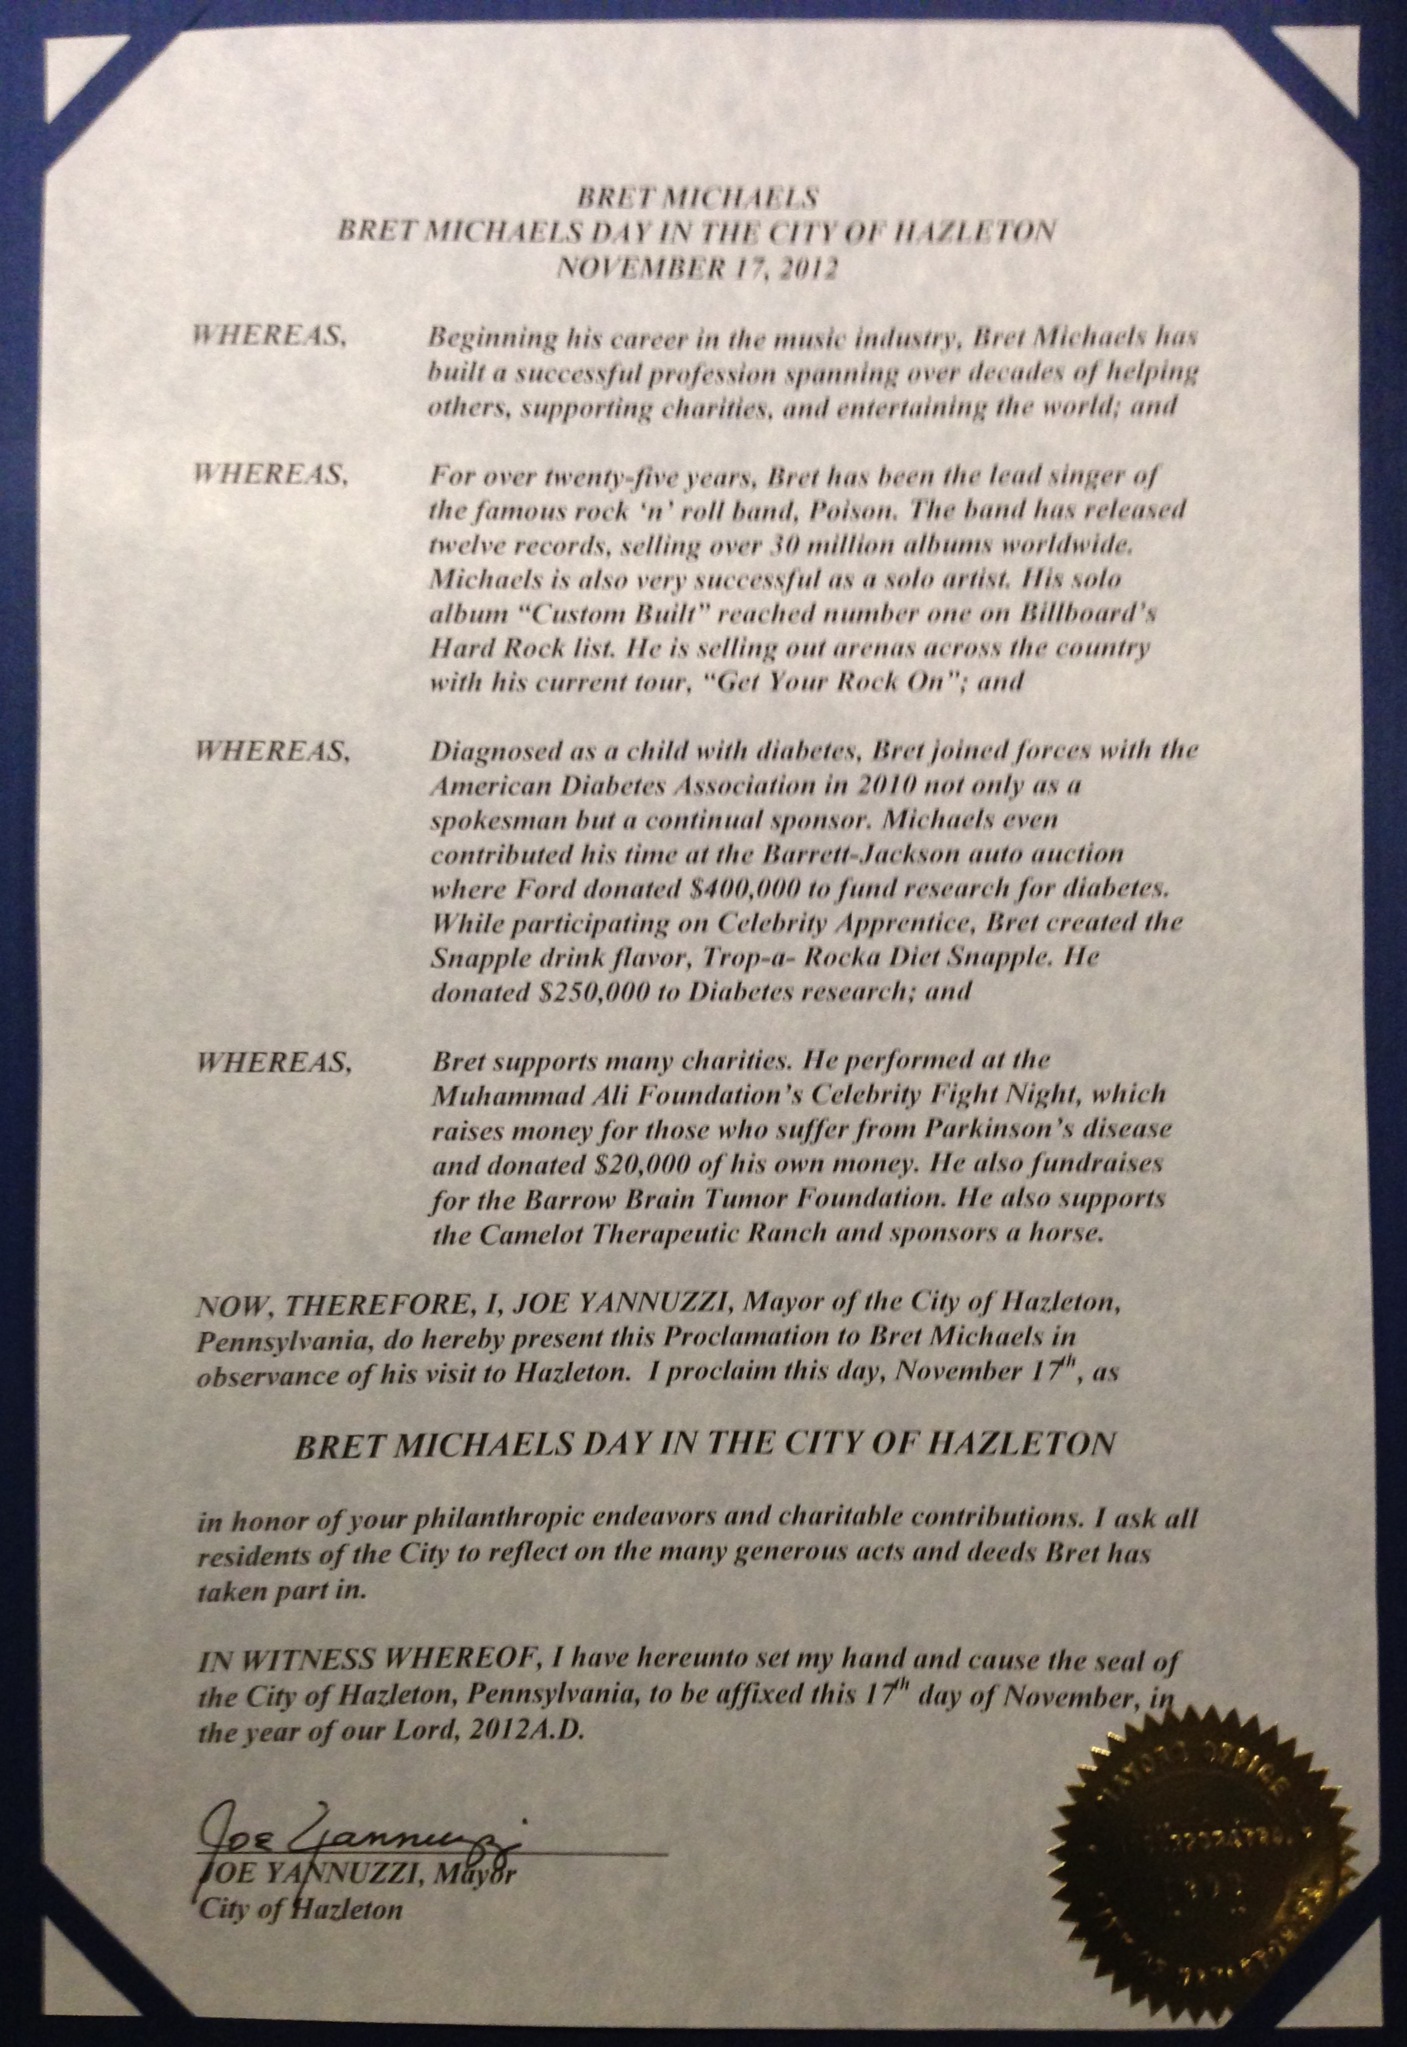 BRET MICHAELS
BRET MICHAELS DAY IN THE CITY OF HAZLETON
NOVEMBER 17, 2012
WHEREAS, Beginning his career in the music industry, Bret Michaels has
built a successful profession spanning over decades of helping
others, supporting charities, and entertaining the world; and
WHEREAS, For over twenty-five years, Bret has been the lead singer of
the famous rock ‘n’ roll band, Poison. The band has released
twelve records, selling over 30 million albums worldwide.
Michaels is also very successful as a solo artist. His solo
album “Custom Built” reached number one on Billboard’s
Hard Rock list. He is selling out arenas across the country
with his current tour, “Get Your Rock On”; and
WHEREAS, Diagnosed as a child with diabetes, Bret joined forces with the
American Diabetes Association in 2010 not only as a
spokesman but a continual sponsor. Michaels even
contributed his time at the Barrett-Jackson auto auction
where Ford donated $400,000 to fund research for diabetes.
While participating on Celebrity Apprentice, Bret created the
Snapple drink flavor, Trop-a- Rocka Diet Snapple. He
donated $250,000 to Diabetes research; and
WHEREAS, Bret supports many charities. He performed at the
Muhammad Ali Foundation’s Celebrity Fight Night, which
raises money for those who suffer from Parkinson’s disease
and donated $20,000 of his own money. He also fundraises
for the Barrow Brain Tumor Foundation. He also supports
the Camelot Therapeutic Ranch and sponsors a horse.
NOW, THEREFORE, I, JOE YANNUZZI, Mayor of the City of Hazleton,
Pennsylvania, do hereby present this Proclamation to Bret Michaels in
observance of his visit to Hazleton. I proclaim this day, November 17th, as
BRET MICHAELS DAY IN THE CITY OF HAZLETON
in honor of your philanthropic endeavors and charitable contributions. I ask all
residents of the City to reflect on the many generous acts and deeds Bret has
taken part in.
IN WITNESS WHEREOF, I have hereunto set my hand and cause the seal of
the City of Hazleton, Pennsylvania, to be affixed this 17th day of November, in
the year of our Lord, 2012A.D.
Joe Yannuzzi
JOE YANNUZZI, Mayor
City of Hazleton
MAYOR'S OFFICE